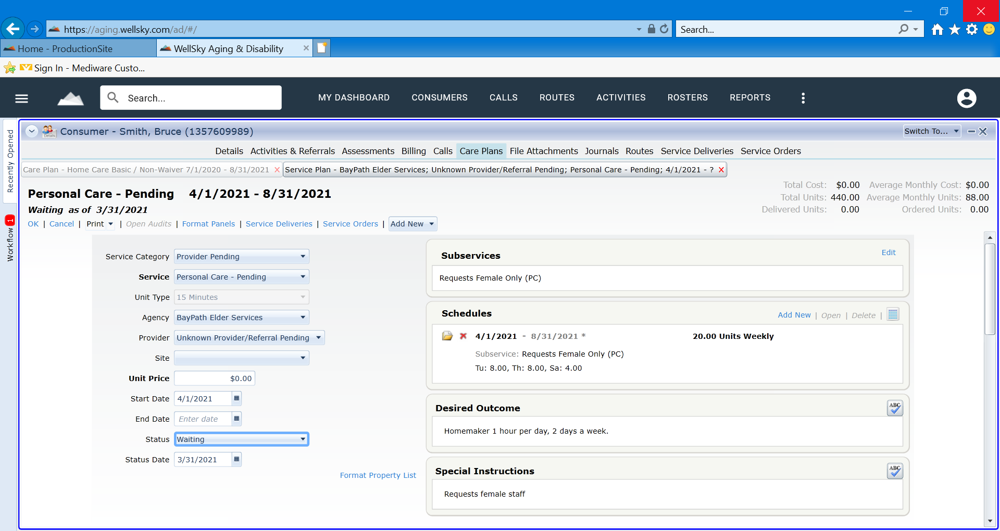 https://aging.wellsky.com/ad/#/
Search...
Home - ProductionSite
WellSky Aging & Disability
Sign In - Mediware Custo...
Search...
MY DASHBOARD CONSUMERS CALLS ROUTES ACTIVITIES ROSTERS REPORTS
Recently Opened
Workflow 1
Consumer - Smith, Bruce (1357609989)
Switch To...
Details Activities & Referrals Assessments Billing Calls Care Plans File Attachments Journals Routes Service Deliveries Service Orders
Care Plan - Home Care Basic / Non-Waiver 7/1/2020 - 8/31/2021
Service Plan - BayPath Elder Services; Unknown Provider/Referral Pending; Personal Care - Pending; 4/1/2021 - ?
Personal Care - Pending 4/1/2021 - 8/31/2021
Waiting as of 3/31/2021
Total Cost: $0.00 Average Monthly Cost: $0.00
Total Units: 440.00 Average Monthly Units: 88.00
Delivered Units: 0.00 Ordered Units: 0.00
OK | Cancel | Print | Open Audits | Format Panels | Service Deliveries | Service Orders | Add New
Service Category Provider Pending
Service Personal Care - Pending
Unit Type 15 Minutes
Agency BayPath Elder Services
Provider Unknown Provider/Referral Pending
Site
Unit Price $0.00
Start Date 4/1/2021
End Date Enter date
Status Waiting
Status Date 3/31/2021
Format Property List
Subservices
Edit
Requests Female Only (PC)
Schedules
Add New | Open | Delete |
4/1/2021 - 8/31/2021 * 20.00 Units Weekly
Subservice: Requests Female Only (PC)
Tu: 8.00, Th: 8.00, Sa: 4.00
Desired Outcome
ABC
Homemaker 1 hour per day, 2 days a week.
Special Instructions
ABC
Requests female staff